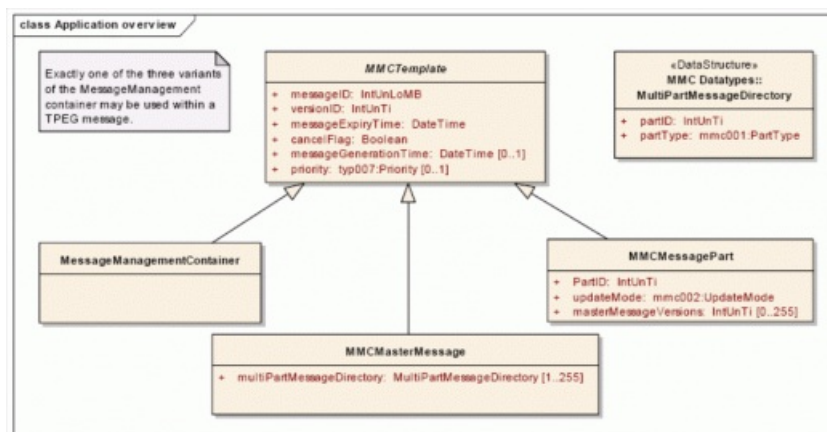 class Application overview
Exactly one of the three variants
of the MessageManagement
container may be used within a
TPEG message.
MMCTemplate
+ messageID: IntUnLoMB
+ versionID: IntUnTi
+ messageExpiryTime: DateTime
+ cancelFlag: Boolean
+ messageGenerationTime: DateTime [0..1]
+ priority: typ007:Priority [0..1]
«DataStructure»
MMC Datatypes::
MultiPartMessageDirectory
+ partID: IntUnTi
+ partType: mmc001:PartType
MessageManagementContainer
MMCMessagePart
+ PartID: IntUnTi
+ updateMode: mmc002:UpdateMode
+ masterMessageVersions: IntUnTi [0..255]
MMCMasterMessage
+ multiPartMessageDirectory: MultiPartMessageDirectory [1..255]